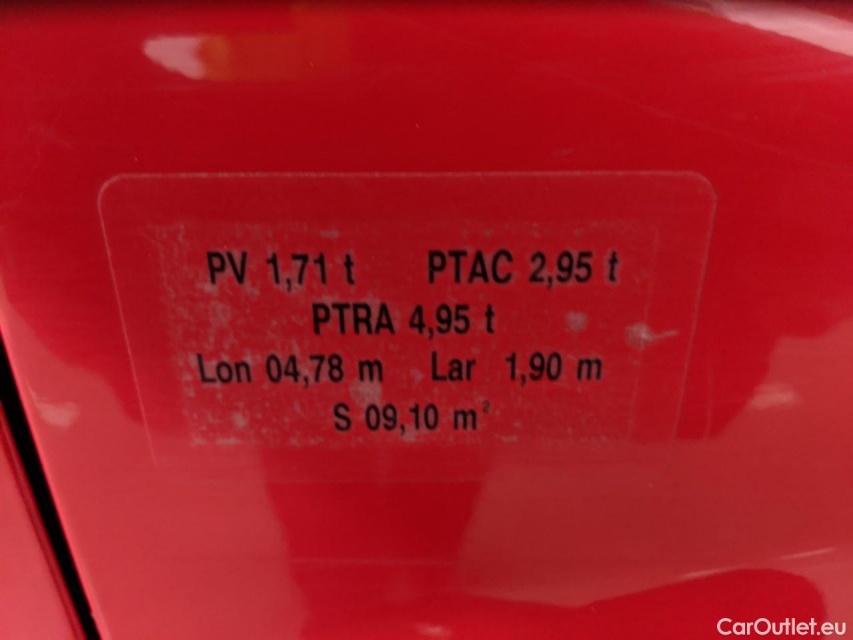 PV 1,71 t PTAC 2,95 t
PTRA 4,95 t
Lon 04,78 m Lar 1,90 m
S 09,10 m²
CarOutlet.eu